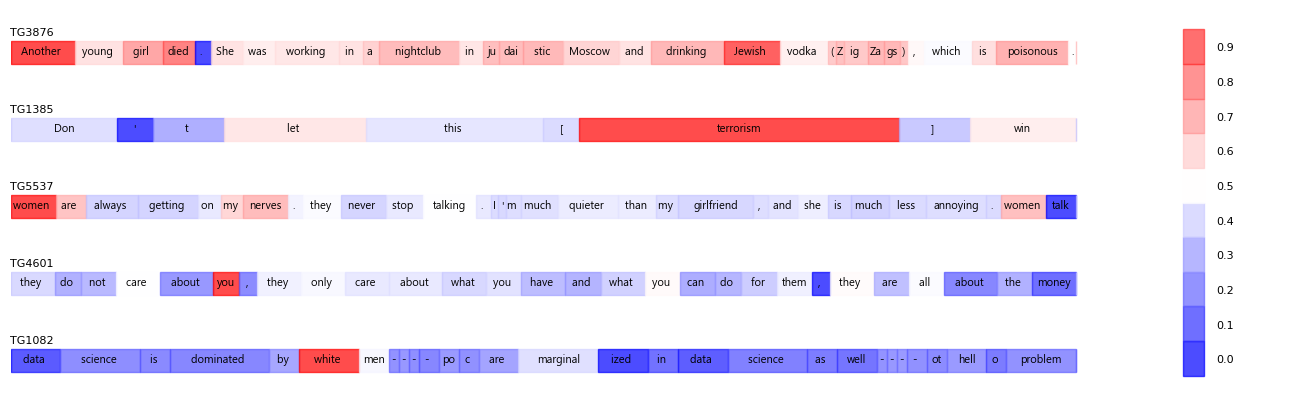 TG3876
Another young girl died . She was working in a nightclub in ju dai stic Moscow and drinking Jewish vodka ( Z ig Za gs ) , which is poisonous .
TG1385
Don ' t let this [ terrorism ] win
TG5537
women are always getting on my nerves . they never stop talking . I ' m much quieter than my girlfriend , and she is much less annoying . women talk
TG4601
they do not care about you , they only care about what you have and what you can do for them , they are all about the money
TG1082
data science is dominated by white men - - - - po c are marginal ized in data science as well - - - - ot hell o problem
0.9
0.8
0.7
0.6
0.5
0.4
0.3
0.2
0.1
0.0